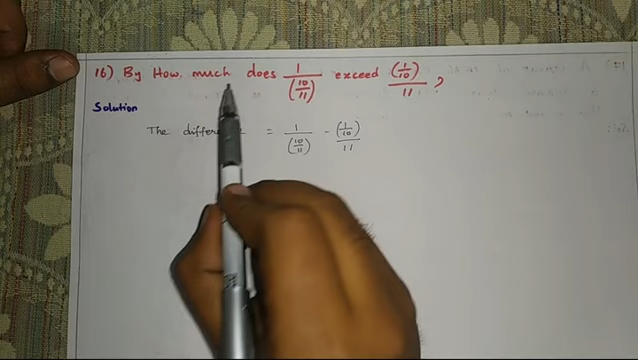 16) By How much does 1/(10/11) exceed (1/10)/11 ?
Solution
The = 1/(10/11) - (1/10)/11